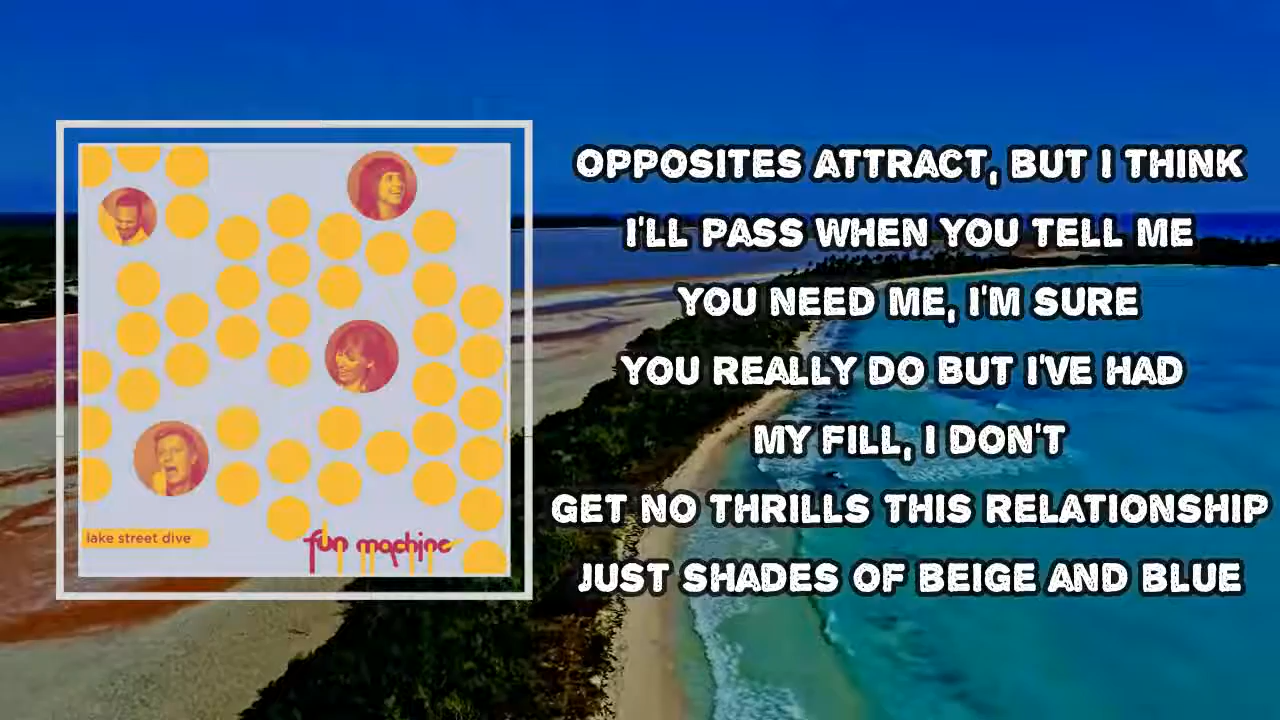 OPPOSITES ATTRACT, BUT I THINK
I'LL PASS WHEN YOU TELL ME
YOU NEED ME, I'M SURE
YOU REALLY DO BUT I'VE HAD
MY FILL, I DON'T
GET NO THRILLS THIS RELATIONSHIP
JUST SHADES OF BEIGE AND BLUE
lake street dive
fun machine